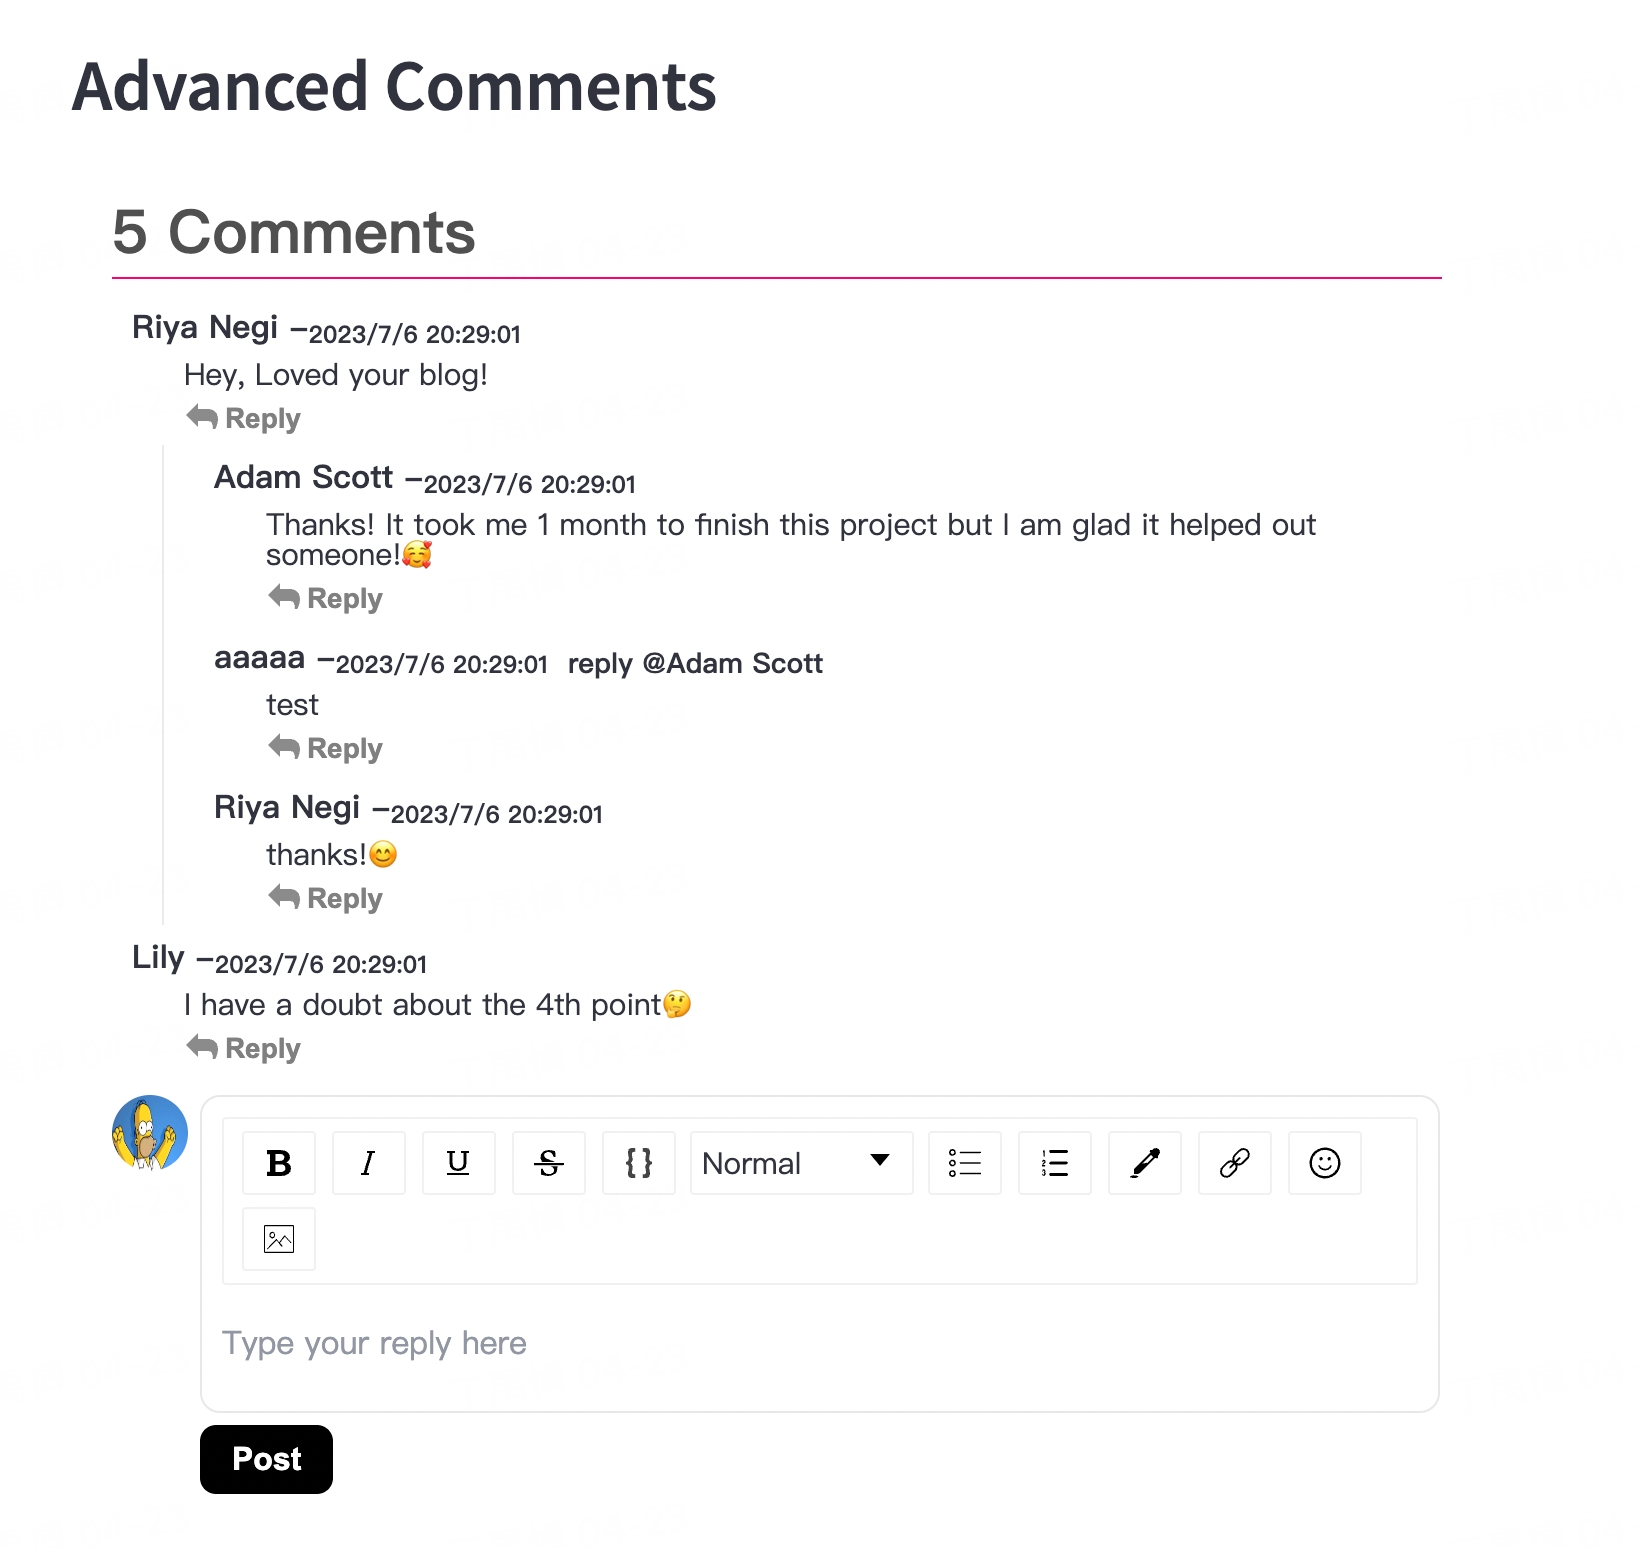 Advanced Comments
5 Comments
Riya Negi –2023/7/6 20:29:01
Hey, Loved your blog!
Reply
Adam Scott –2023/7/6 20:29:01
Thanks! It took me 1 month to finish this project but I am glad it helped out
someone!🥰
Reply
aaaaa –2023/7/6 20:29:01 reply @Adam Scott
test
Reply
Riya Negi –2023/7/6 20:29:01
thanks!😊
Reply
Lily –2023/7/6 20:29:01
I have a doubt about the 4th point🤔
Reply
B I U S {} Normal
Type your reply here
Post